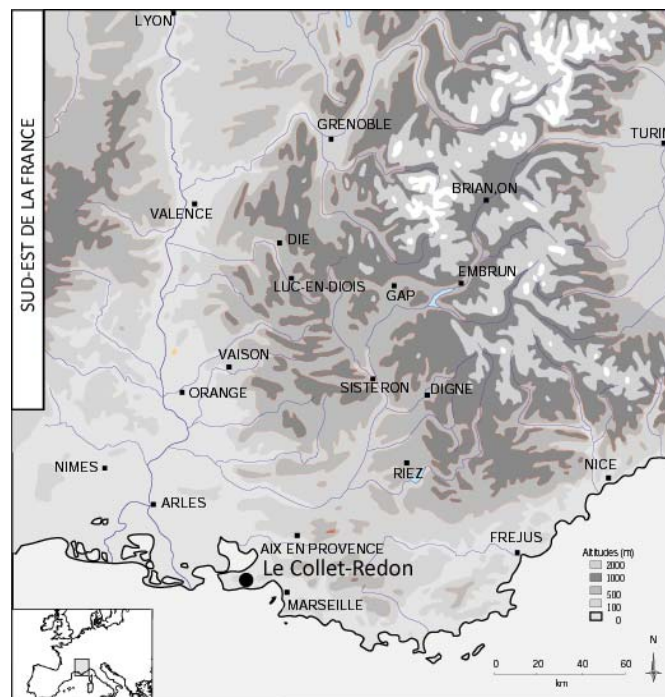 SUD-EST DE LA FRANCE
LYON
GRENOBLE
TURIN
BRIAN,ON
VALENCE
DIE
LUC-EN-DIOIS
EMBRUN
GAP
VAISON
SISTERON
DIGNE
ORANGE
NIMES
RIEZ
NICE
ARLES
AIX EN PROVENCE
FREJUS
Le Collet-Redon
MARSEILLE
Altitudes (m)
2000
1000
500
100
0
N
0 10 20 60
km